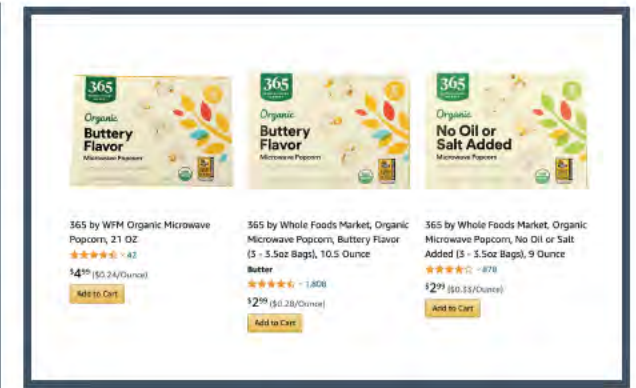 365
Organic
Buttery
Flavor
Microwave Popcorn
365
Organic
Buttery
Flavor
Microwave Popcorn
365
Organic
No Oil or
Salt Added
Microwave Popcorn
365 by WFM Organic Microwave
Popcorn, 21 OZ
42
$4.99 ($0.24/Ounce)
Add to Cart
365 by Whole Foods Market, Organic
Microwave Popcorn, Buttery Flavor
(3 - 3.5oz Bags), 10.5 Ounce
Butter
1,808
$2.99 ($0.28/Ounce)
Add to Cart
365 by Whole Foods Market, Organic
Microwave Popcorn, No Oil or Salt
Added (3 - 3.5oz Bags), 9 Ounce
878
$2.99 ($0.33/Ounce)
Add to Cart